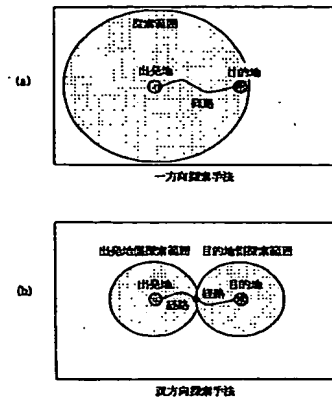 (a)
探索範囲
出発地
目的地
経路
一方向探索手法
(b)
出発地側探索範囲 目的地側探索範囲
出発地
目的地
経路
経路
双方向探索手法